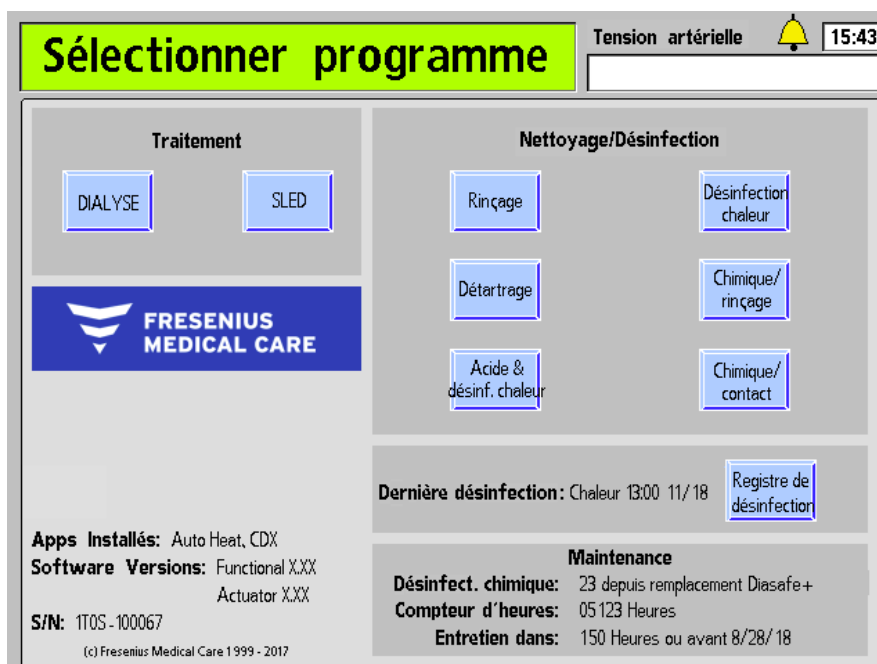 Sélectionner programme
Tension artérielle
15:43
Traitement
DIALYSE
SLED
FRESENIUS
MEDICAL CARE
Apps Installés: Auto Heat, CDX
Software Versions: Functional X.XX
Actuator X.XX
S/N: 1T0S-100067
(c) Fresenius Medical Care 1999 - 2017
Nettoyage/Désinfection
Rinçage
Désinfection
chaleur
Détartrage
Chimique/
rinçage
Acide &
désinf. chaleur
Chimique/
contact
Dernière désinfection: Chaleur 13:00 11/18
Registre de
désinfection
Maintenance
Désinfect. chimique: 23 depuis remplacement Diasafe+
Compteur d'heures: 05123 Heures
Entretien dans: 150 Heures ou avant 8/28/18